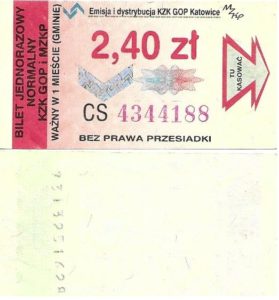 Emisja i dystrybucja KZK GOP Katowice
BILET JEDNORAZOWY
NORMALNY
KZK GOP i MZKP
WAŻNY W 1 MIEŚCIE (GMINIE)
2,40 zł
CS 4344188
BEZ PRAWA PRZESIADKI
TU
KASOWAĆ